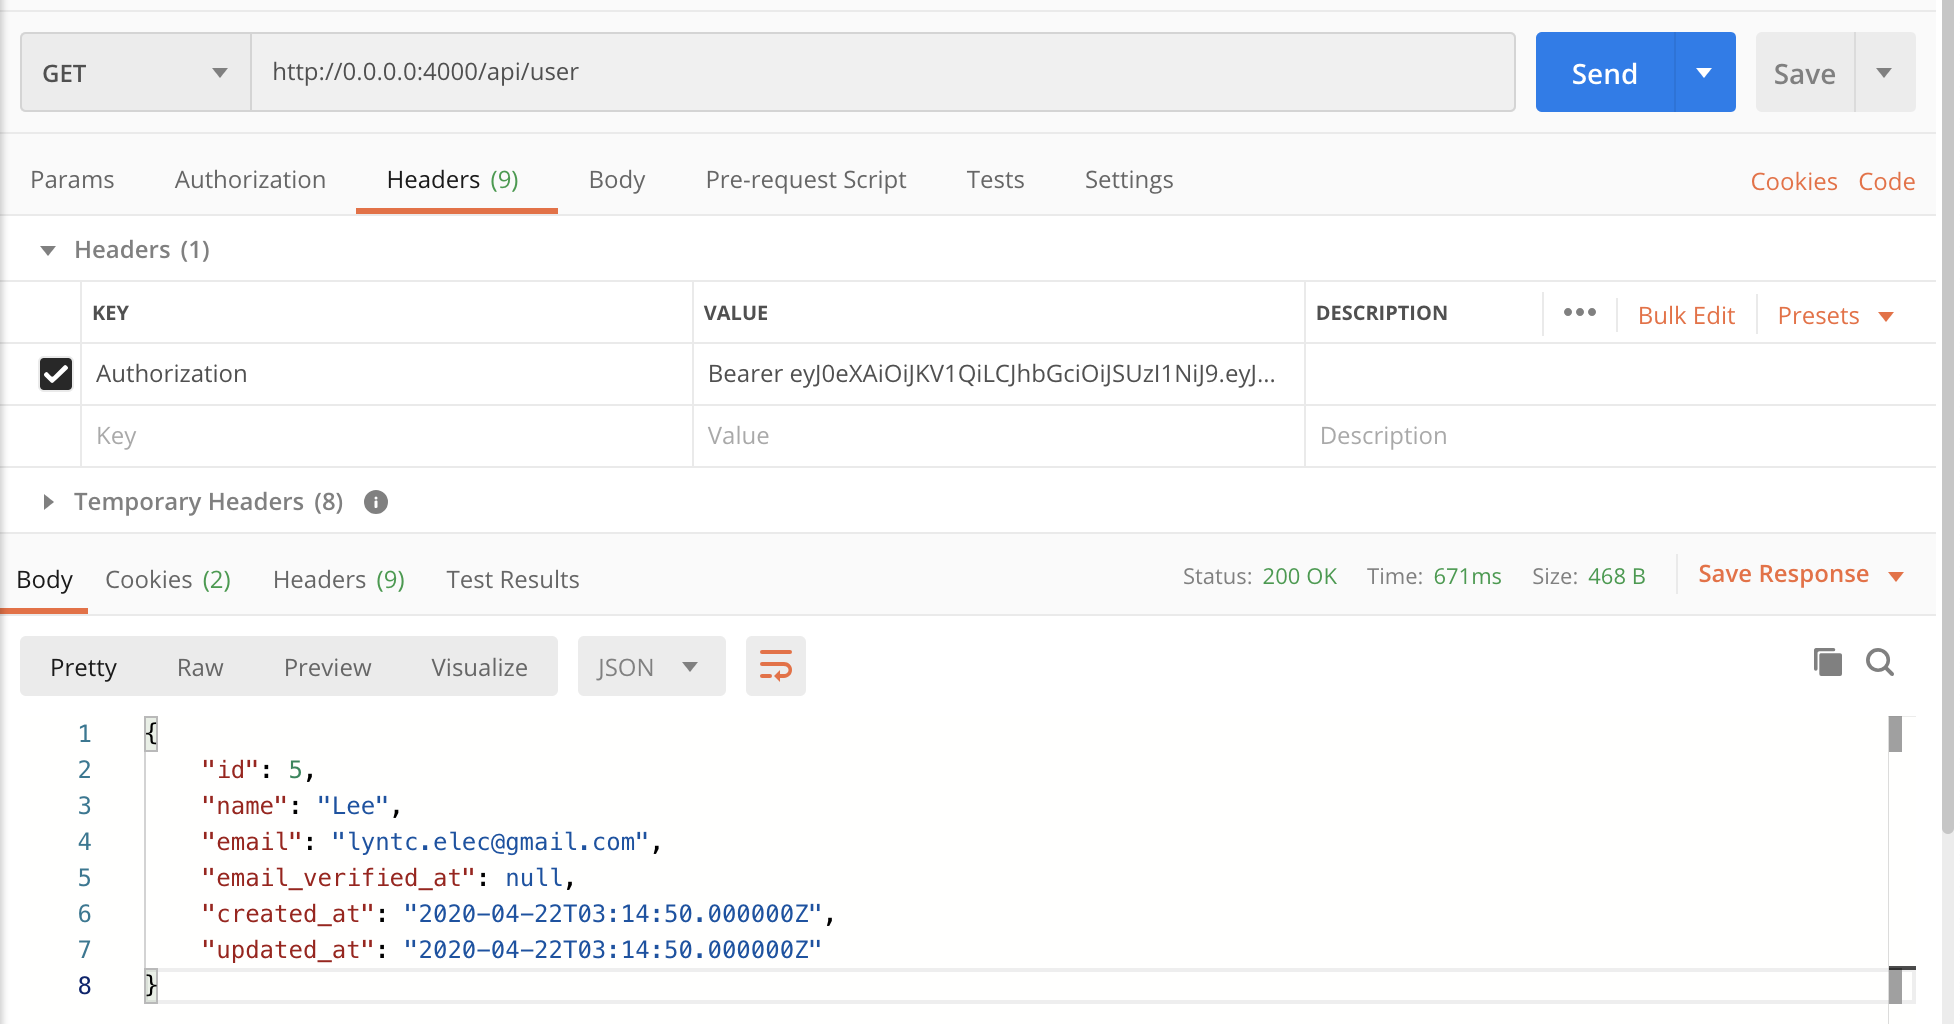 GET http://0.0.0.0:4000/api/user Send Save
Params Authorization Headers (9) Body Pre-request Script Tests Settings Cookies Code
Headers (1)
KEY VALUE DESCRIPTION ••• Bulk Edit Presets
Authorization Bearer eyJ0eXAiOiJKV1QiLCJhbGciOiJSUzI1NiJ9.eyJ...
Key Value Description
Temporary Headers (8)
Body Cookies (2) Headers (9) Test Results Status: 200 OK Time: 671ms Size: 468 B Save Response
Pretty Raw Preview Visualize JSON
1 {
2 "id": 5,
3 "name": "Lee",
4 "email": "lyntc.elec@gmail.com",
5 "email_verified_at": null,
6 "created_at": "2020-04-22T03:14:50.000000Z",
7 "updated_at": "2020-04-22T03:14:50.000000Z"
8 }